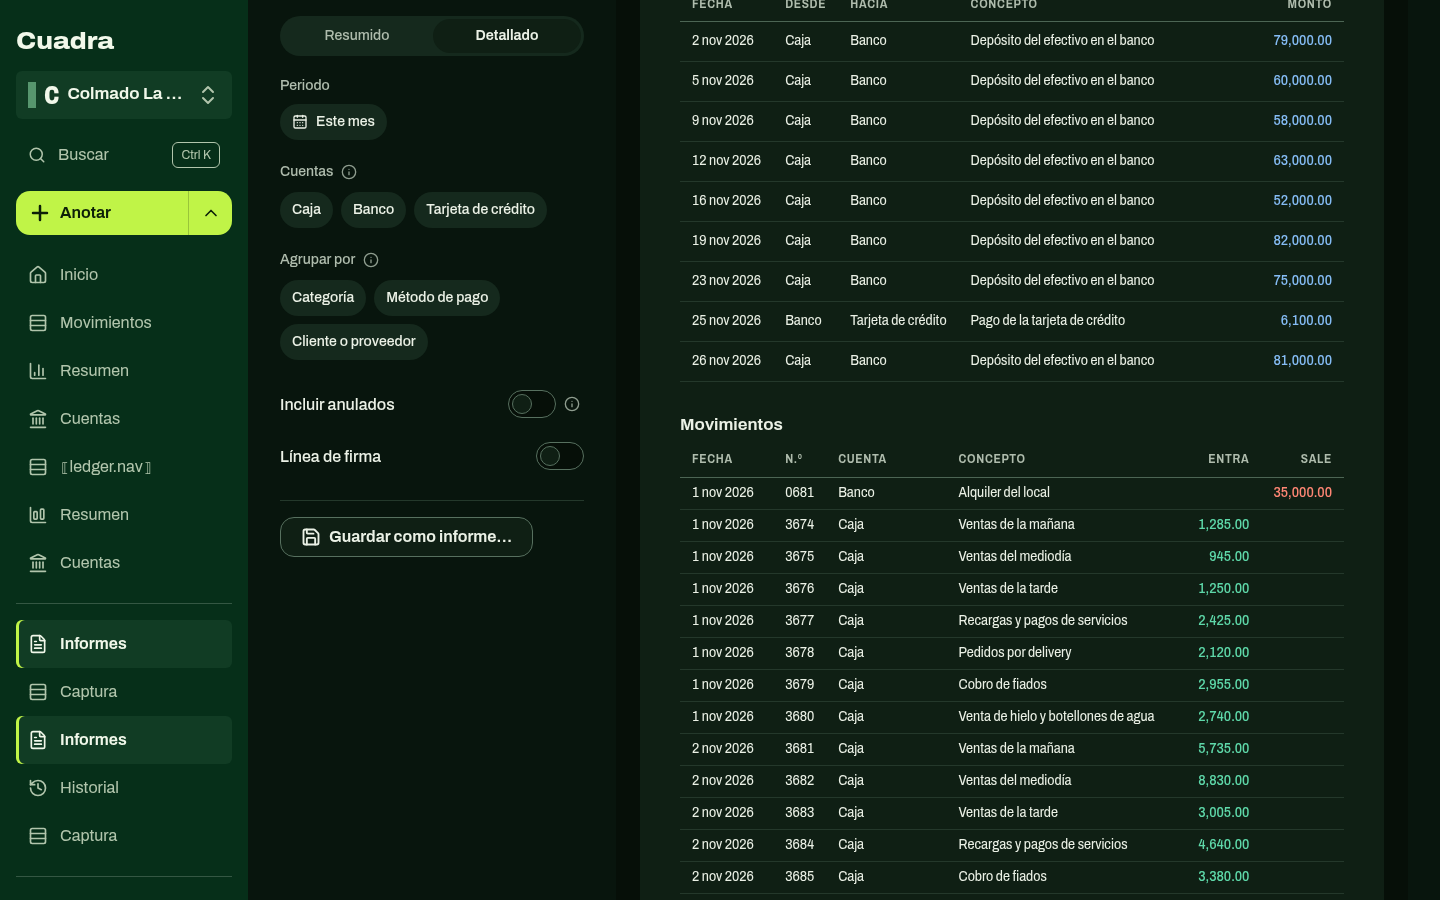 Cuadra
C Colmado La ...
Buscar Ctrl K
Anotar
Inicio
Movimientos
Resumen
Cuentas
⟦ledger.nav⟧
Resumen
Cuentas
Informes
Captura
Informes
Historial
Captura
Resumido Detallado
Periodo
Este mes
Cuentas
Caja Banco Tarjeta de crédito
Agrupar por
Categoría Método de pago
Cliente o proveedor
Incluir anulados
Línea de firma
Guardar como informe...
FECHA DESDE HACIA CONCEPTO MONTO
2 nov 2026 Caja Banco Depósito del efectivo en el banco 79,000.00
5 nov 2026 Caja Banco Depósito del efectivo en el banco 60,000.00
9 nov 2026 Caja Banco Depósito del efectivo en el banco 58,000.00
12 nov 2026 Caja Banco Depósito del efectivo en el banco 63,000.00
16 nov 2026 Caja Banco Depósito del efectivo en el banco 52,000.00
19 nov 2026 Caja Banco Depósito del efectivo en el banco 82,000.00
23 nov 2026 Caja Banco Depósito del efectivo en el banco 75,000.00
25 nov 2026 Banco Tarjeta de crédito Pago de la tarjeta de crédito 6,100.00
26 nov 2026 Caja Banco Depósito del efectivo en el banco 81,000.00
Movimientos
FECHA N.º CUENTA CONCEPTO ENTRA SALE
1 nov 2026 0681 Banco Alquiler del local 35,000.00
1 nov 2026 3674 Caja Ventas de la mañana 1,285.00
1 nov 2026 3675 Caja Ventas del mediodía 945.00
1 nov 2026 3676 Caja Ventas de la tarde 1,250.00
1 nov 2026 3677 Caja Recargas y pagos de servicios 2,425.00
1 nov 2026 3678 Caja Pedidos por delivery 2,120.00
1 nov 2026 3679 Caja Cobro de fiados 2,955.00
1 nov 2026 3680 Caja Venta de hielo y botellones de agua 2,740.00
2 nov 2026 3681 Caja Ventas de la mañana 5,735.00
2 nov 2026 3682 Caja Ventas del mediodía 8,830.00
2 nov 2026 3683 Caja Ventas de la tarde 3,005.00
2 nov 2026 3684 Caja Recargas y pagos de servicios 4,640.00
2 nov 2026 3685 Caja Cobro de fiados 3,380.00